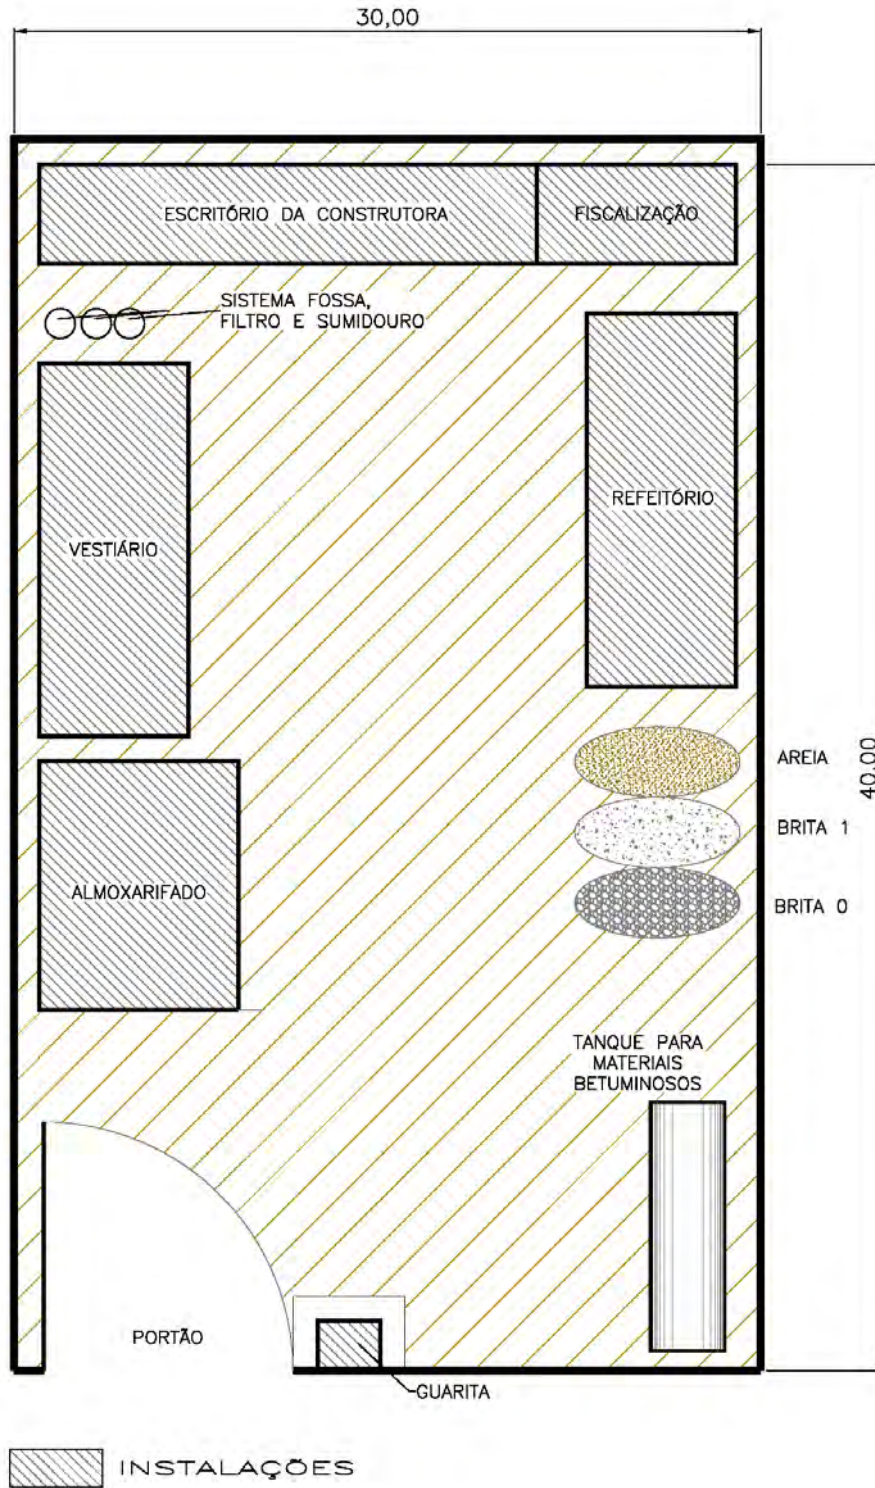 30,00
ESCRITÓRIO DA CONSTRUTORA
FISCALIZAÇÃO
SISTEMA FOSSA,
FILTRO E SUMIDOURO
REFEITÓRIO
VESTIÁRIO
AREIA
40,00
BRITA 1
ALMOXARIFADO
BRITA 0
TANQUE PARA
MATERIAIS
BETUMINOSOS
PORTÃO
GUARITA
INSTALAÇÕES